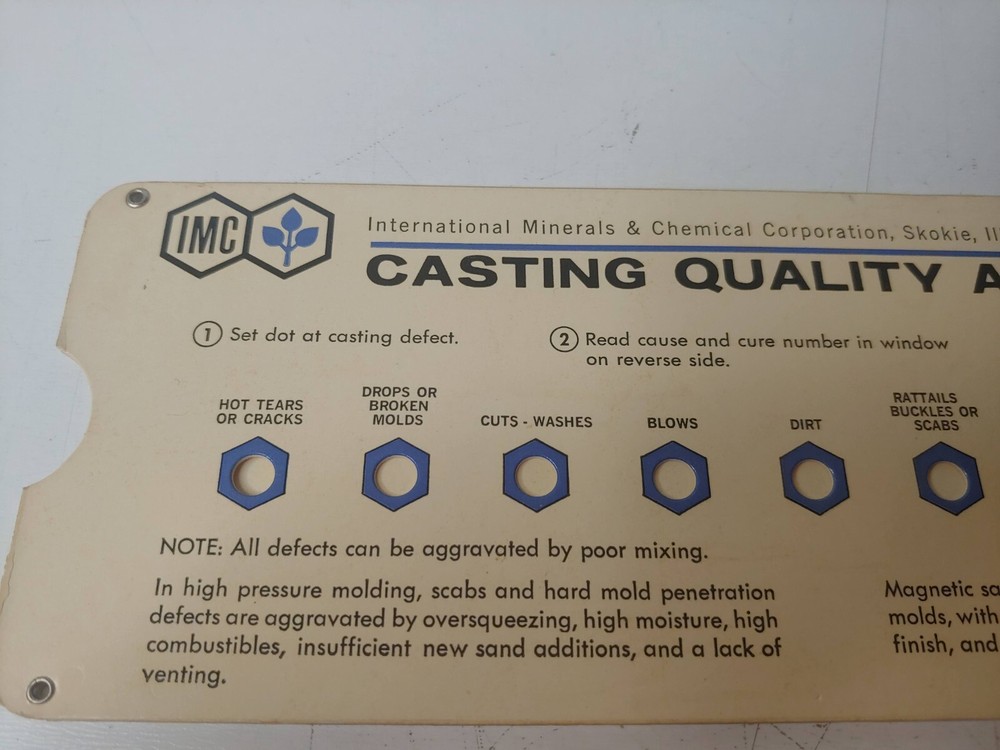 IMC
International Minerals & Chemical Corporation, Skokie,
CASTING QUALITY
1 Set dot at casting defect.
2 Read cause and cure number in window
on reverse side.
HOT TEARS
OR CRACKS
DROPS OR
BROKEN
MOLDS
CUTS - WASHES
BLOWS
DIRT
RATTAILS
BUCKLES OR
SCABS
NOTE: All defects can be aggravated by poor mixing.
In high pressure molding, scabs and hard mold penetration
defects are aggravated by oversqueezing, high moisture, high
combustibles, insufficient new sand additions, and a lack of
venting.
Magnetic
molds, with
finish, and